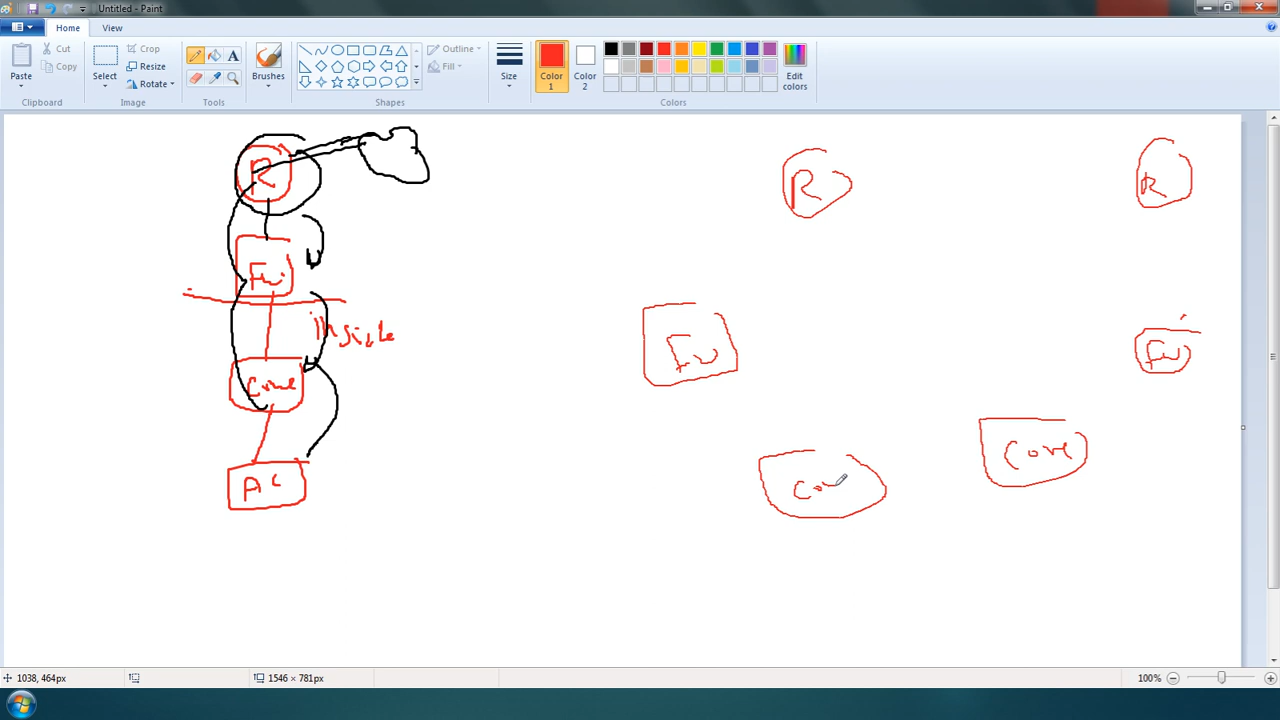 Untitled - Paint
Home
View
Paste
Cut
Copy
Clipboard
Select
Crop
Resize
Rotate
Image
Tools
Brushes
Shapes
Outline
Fill
Size
Color 1
Color 2
Edit colors
Colors
R
Fw
inside
Core
AC
R
R
Fw
Fw
Core
Cor
1038, 464px
1546 × 781px
100%